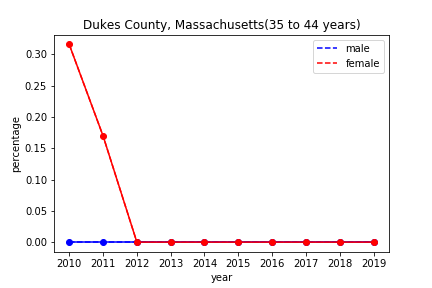 Dukes County, Massachusetts(35 to 44 years)
male
female
percentage
0.30
0.25
0.20
0.15
0.10
0.05
0.00
2010 2011 2012 2013 2014 2015 2016 2017 2018 2019
year